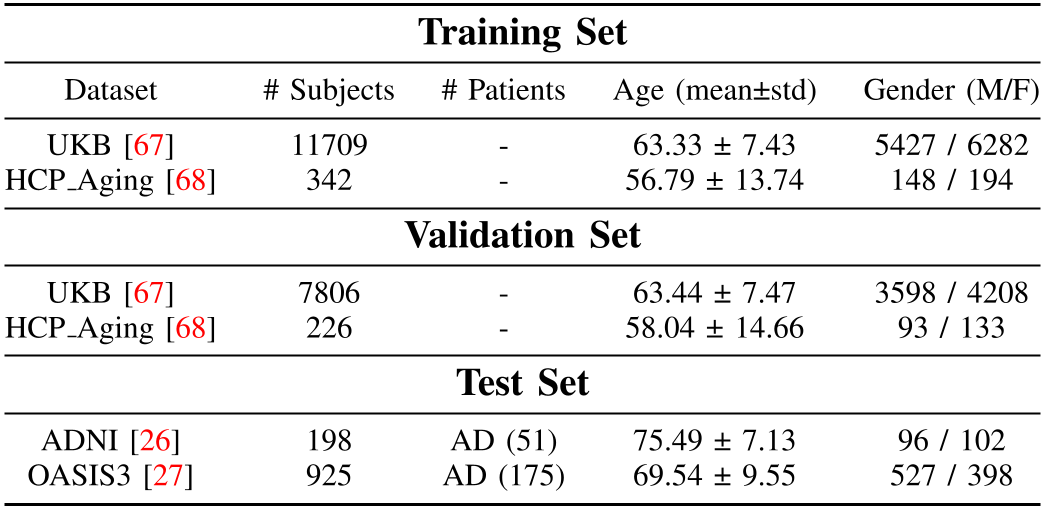 Training Set
Dataset # Subjects # Patients Age (mean±std) Gender (M/F)
UKB [67] 11709 - 63.33 ± 7.43 5427 / 6282
HCP_Aging [68] 342 - 56.79 ± 13.74 148 / 194
Validation Set
UKB [67] 7806 - 63.44 ± 7.47 3598 / 4208
HCP_Aging [68] 226 - 58.04 ± 14.66 93 / 133
Test Set
ADNI [26] 198 AD (51) 75.49 ± 7.13 96 / 102
OASIS3 [27] 925 AD (175) 69.54 ± 9.55 527 / 398